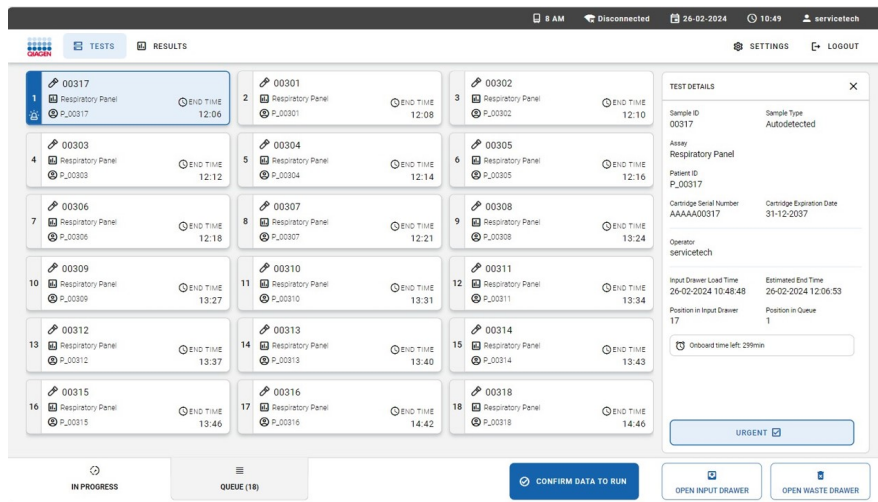 8 AM Disconnected 26-02-2024 10:49 servicetech
QIAGEN TESTS RESULTS SETTINGS LOGOUT
1
00317
Respiratory Panel
P_00317
END TIME
12:06
2
00301
Respiratory Panel
P_00301
END TIME
12:08
3
00302
Respiratory Panel
P_00302
END TIME
12:10
4
00303
Respiratory Panel
P_00303
END TIME
12:12
5
00304
Respiratory Panel
P_00304
END TIME
12:14
6
00305
Respiratory Panel
P_00305
END TIME
12:16
7
00306
Respiratory Panel
P_00306
END TIME
12:18
8
00307
Respiratory Panel
P_00307
END TIME
12:21
9
00308
Respiratory Panel
P_00308
END TIME
13:24
10
00309
Respiratory Panel
P_00309
END TIME
13:27
11
00310
Respiratory Panel
P_00310
END TIME
13:31
12
00311
Respiratory Panel
P_00311
END TIME
13:34
13
00312
Respiratory Panel
P_00312
END TIME
13:37
14
00313
Respiratory Panel
P_00313
END TIME
13:40
15
00314
Respiratory Panel
P_00314
END TIME
13:43
16
00315
Respiratory Panel
P_00315
END TIME
13:46
17
00316
Respiratory Panel
P_00316
END TIME
14:42
18
00318
Respiratory Panel
P_00318
END TIME
14:46
TEST DETAILS
Sample ID Sample Type
00317 Autodetected
Assay
Respiratory Panel
Patient ID
P_00317
Cartridge Serial Number Cartridge Expiration Date
AAAAA00317 31-12-2037
Operator
servicetech
Input Drawer Load Time Estimated End Time
26-02-2024 10:48:48 26-02-2024 12:06:53
Position in Input Drawer Position in Queue
17 1
Onboard time left: 299min
URGENT
IN PROGRESS
QUEUE (18)
CONFIRM DATA TO RUN
OPEN INPUT DRAWER
OPEN WASTE DRAWER